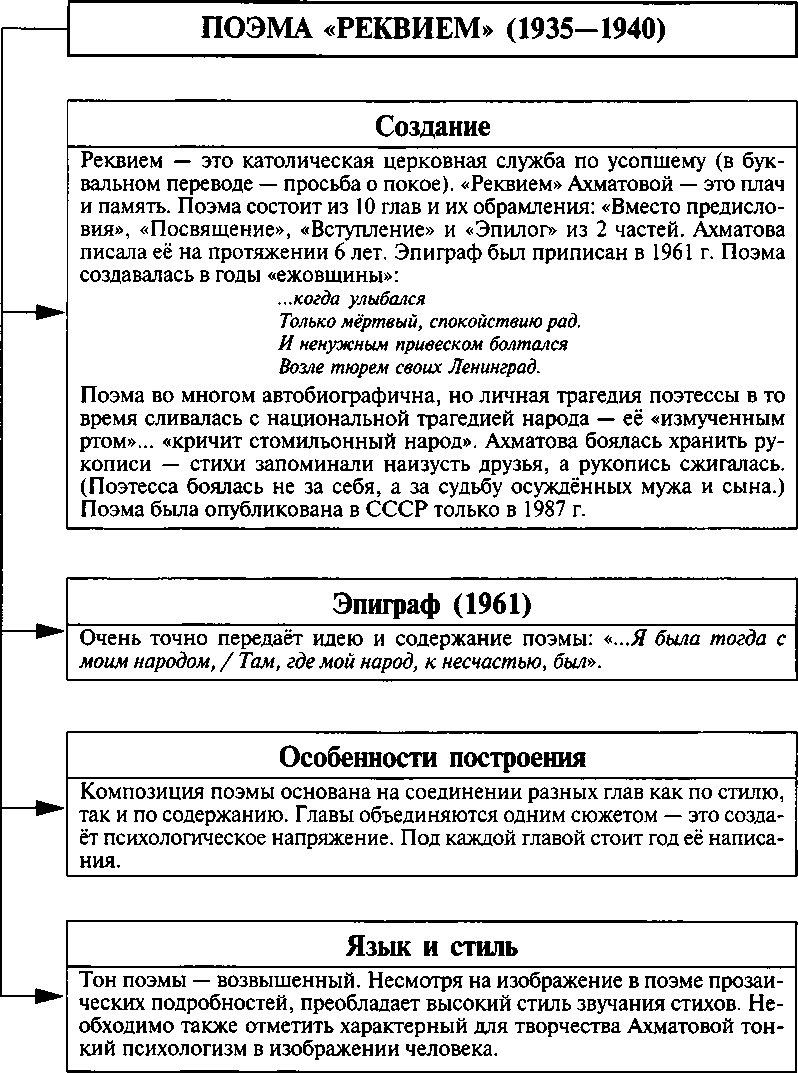 ПОЭМА «РЕКВИЕМ» (1935—1940)
Создание
Реквием — это католическая церковная служба по усопшему (в бук-
вальном переводе — просьба о покое). «Реквием» Ахматовой — это плач
и память. Поэма состоит из 10 глав и их обрамления: «Вместо предисло-
вия», «Посвящение», «Вступление» и «Эпилог» из 2 частей. Ахматова
писала её на протяжении 6 лет. Эпиграф был приписан в 1961 г. Поэма
создавалась в годы «ежовщины»:
...когда улыбался
Только мёртвый, спокойствию рад.
И ненужным привеском болтался
Возле тюрем своих Ленинград.
Поэма во многом автобиографична, но личная трагедия поэтессы в то
время сливалась с национальной трагедией народа — её «измученным
ртом»... «кричит стомильонный народ». Ахматова боялась хранить ру-
кописи — стихи запоминали наизусть друзья, а рукопись сжигалась.
(Поэтесса боялась не за себя, а за судьбу осуждённых мужа и сына.)
Поэма была опубликована в СССР только в 1987 г.
Эпиграф (1961)
Очень точно передаёт идею и содержание поэмы: «...Я была тогда с
моим народом, / Там, где мой народ, к несчастью, был».
Особенности построения
Композиция поэмы основана на соединении разных глав как по стилю,
так и по содержанию. Главы объединяются одним сюжетом — это созда-
ёт психологическое напряжение. Под каждой главой стоит год её написа-
ния.
Язык и стиль
Тон поэмы — возвышенный. Несмотря на изображение в поэме прозаи-
ческих подробностей, преобладает высокий стиль звучания стихов. Не-
обходимо также отметить характерный для творчества Ахматовой тон-
кий психологизм в изображении человека.